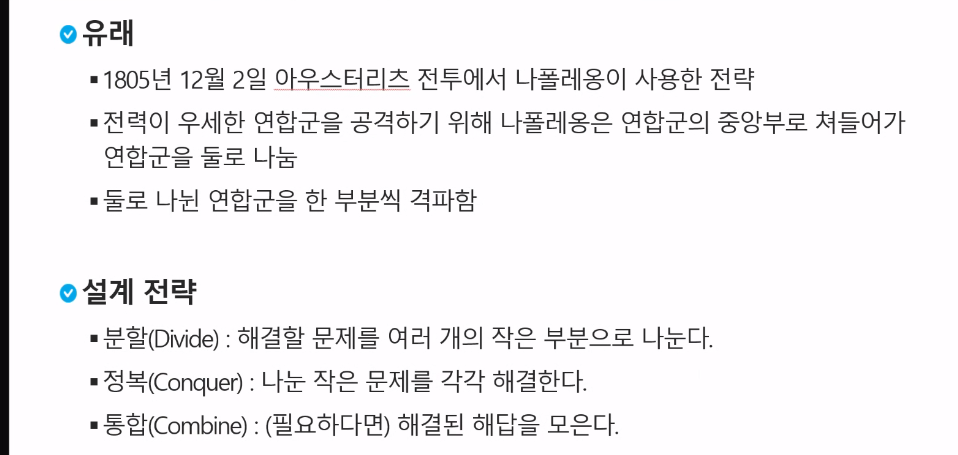 유래
▪1805년 12월 2일 아우스터리츠 전투에서 나폴레옹이 사용한 전략
▪전력이 우세한 연합군을 공격하기 위해 나폴레옹은 연합군의 중앙부로 쳐들어가
연합군을 둘로 나눔
▪둘로 나뉜 연합군을 한 부분씩 격파함
설계 전략
▪분할(Divide) : 해결할 문제를 여러 개의 작은 부분으로 나눈다.
▪정복(Conquer) : 나눈 작은 문제를 각각 해결한다.
▪통합(Combine) : (필요하다면) 해결된 해답을 모은다.